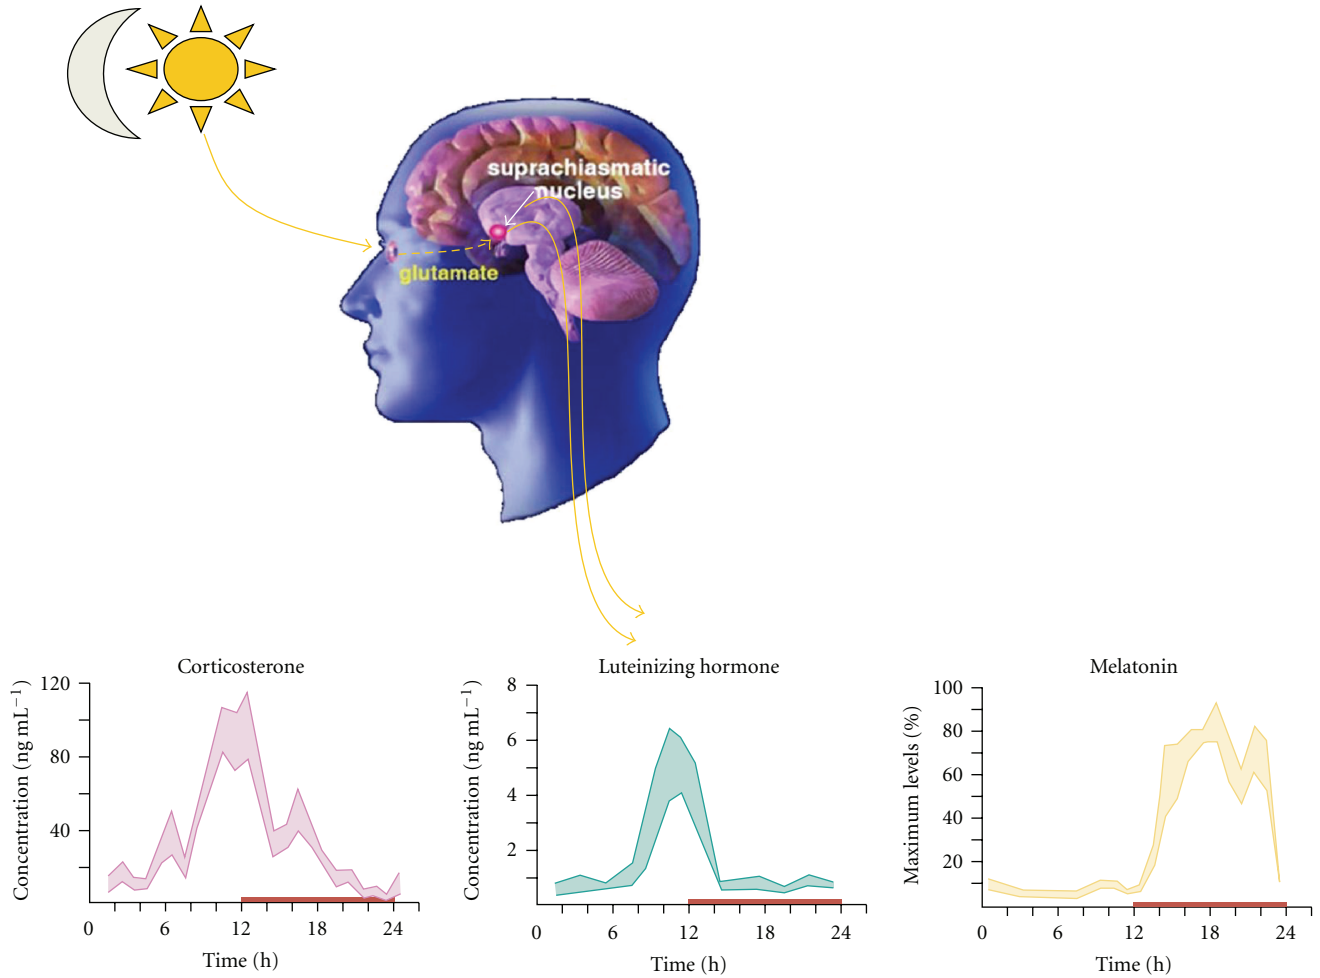 suprachiasmatic
nucleus
glutamate
Corticosterone
Concentration (ng mL⁻¹)
120
80
40
0 6 12 18 24
Time (h)
Luteinizing hormone
Concentration (ng mL⁻¹)
8
6
4
2
0 6 12 18 24
Time (h)
Melatonin
Maximum levels (%)
100
80
60
40
20
0 6 12 18 24
Time (h)